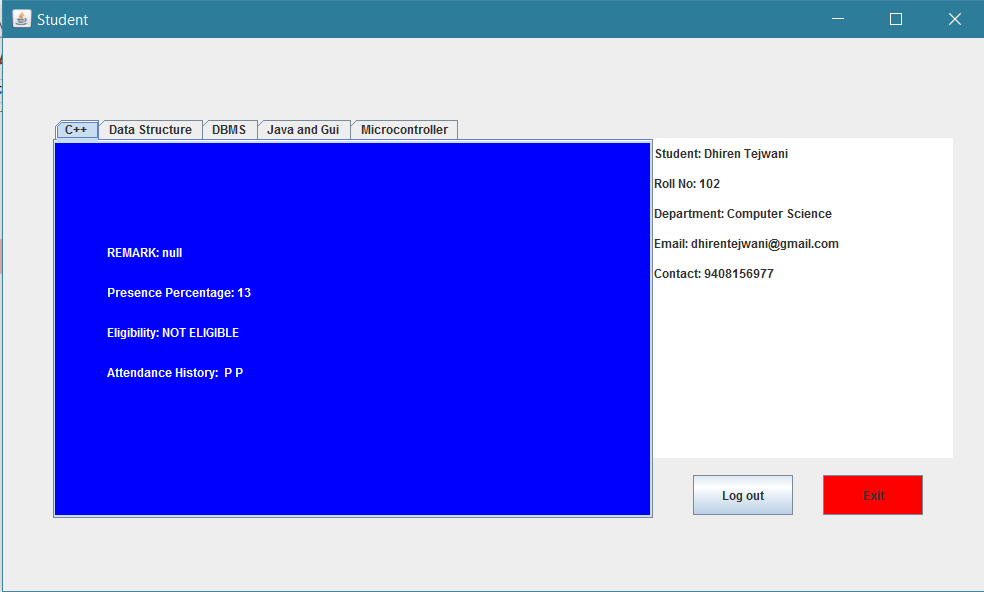 Student
C++ Data Structure DBMS Java and Gui Microcontroller
REMARK: null
Presence Percentage: 13
Eligibility: NOT ELIGIBLE
Attendance History:  P P
Student: Dhiren Tejwani
Roll No: 102
Department: Computer Science
Email: dhirentejwani@gmail.com
Contact: 9408156977
Log out Exit